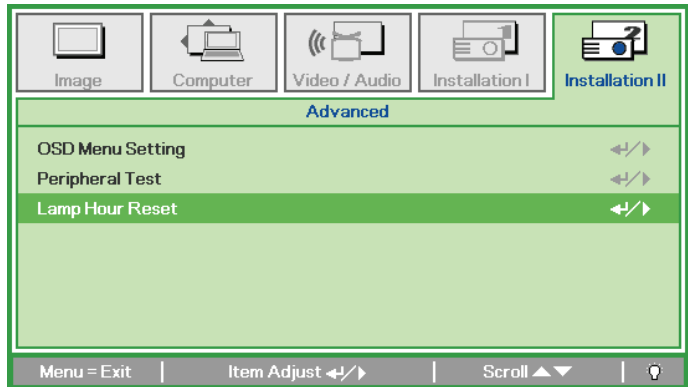 Image Computer Video / Audio Installation I Installation II
Advanced
OSD Menu Setting
Peripheral Test
Lamp Hour Reset
Menu = Exit Item Adjust Scroll